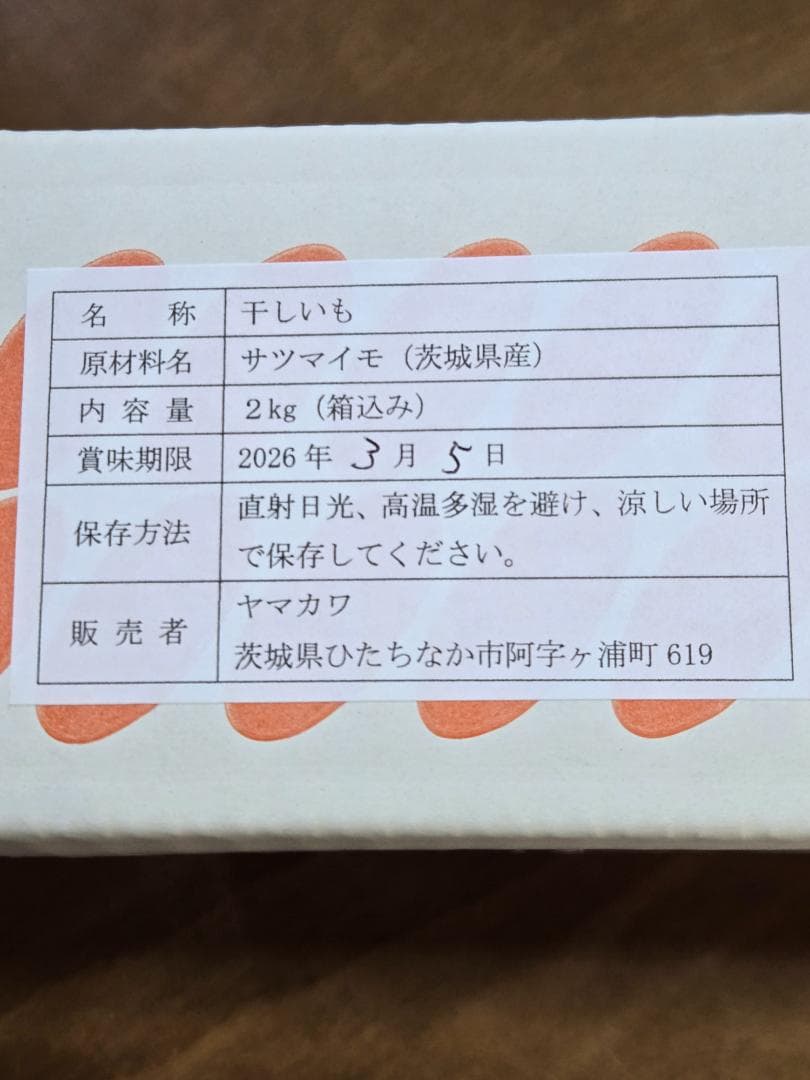 名 称 干しいも
原材料名 サツマイモ（茨城県産）
内容量 2kg（箱込み）
賞味期限 2026年 3月 5日
保存方法 直射日光、高温多湿を避け、涼しい場所
で保存してください。
販売者 ヤマカワ
茨城県ひたちなか市阿字ヶ浦町 619